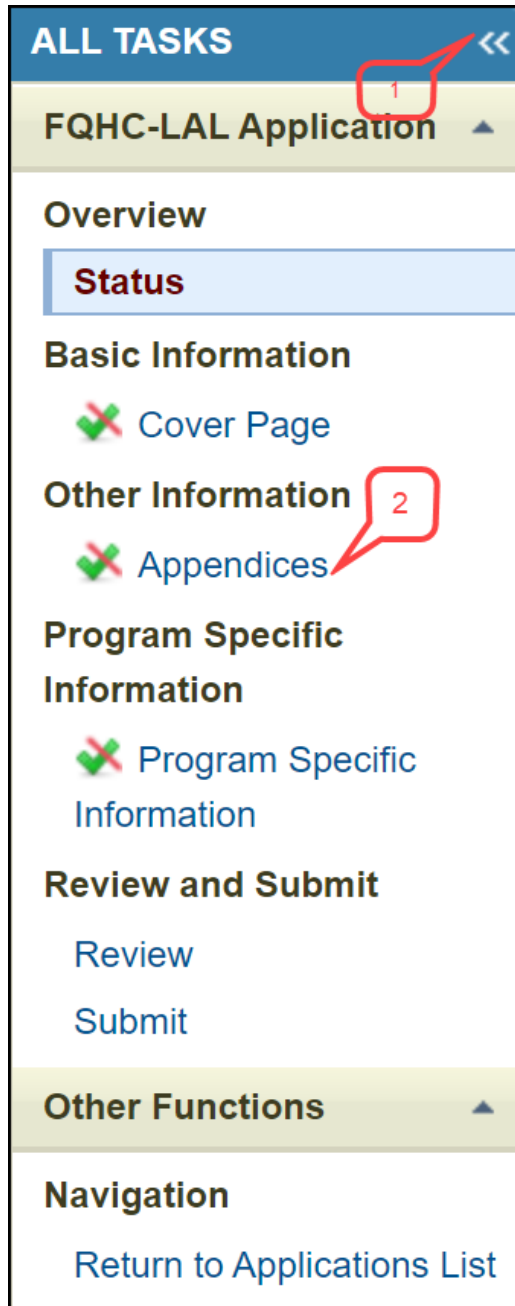 ALL TASKS
1
FQHC-LAL Application
Overview
Status
Basic Information
Cover Page
Other Information
2
Appendices
Program Specific
Information
Program Specific
Information
Review and Submit
Review
Submit
Other Functions
Navigation
Return to Applications List